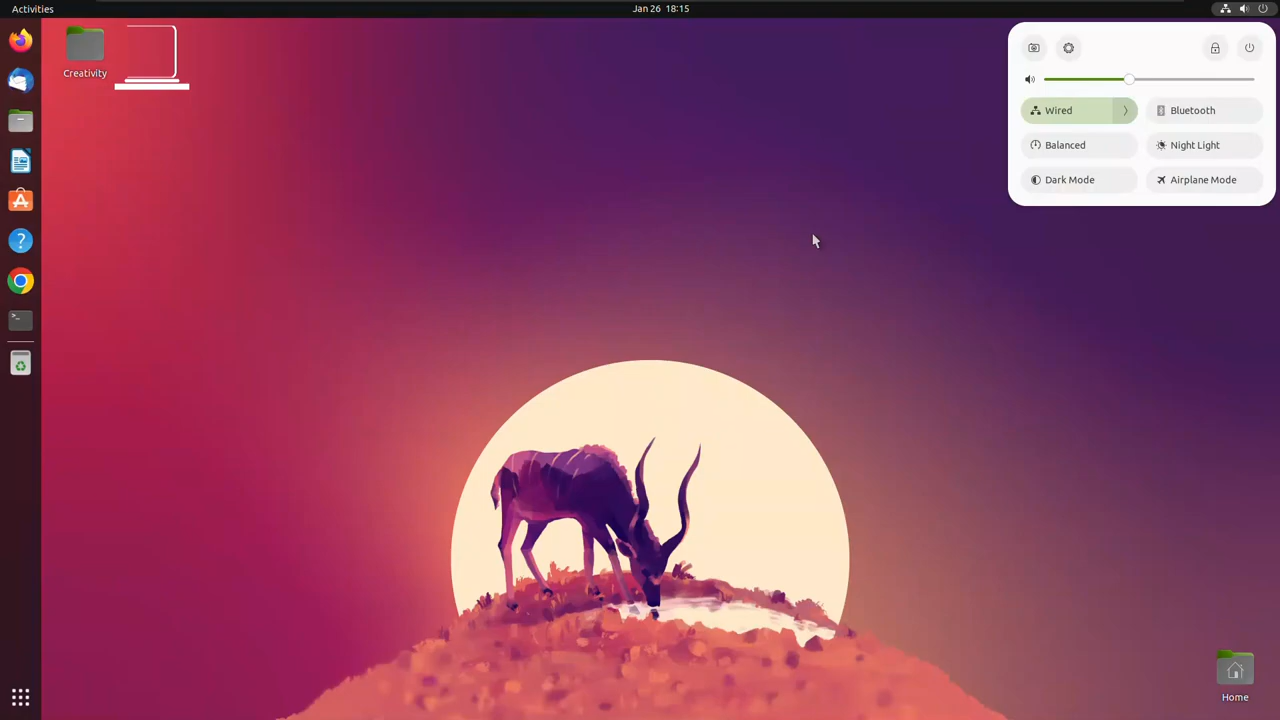 Activities
Jan 26 18:15
Creativity
Wired
Bluetooth
Balanced
Night Light
Dark Mode
Airplane Mode
Home